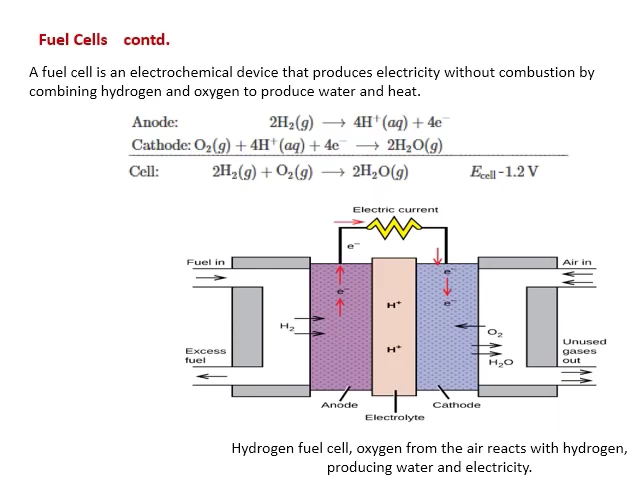 Fuel Cells contd.
A fuel cell is an electrochemical device that produces electricity without combustion by
combining hydrogen and oxygen to produce water and heat.
Anode: 2H₂(g) ⟶ 4H⁺(aq) + 4e⁻
Cathode: O₂(g) + 4H⁺(aq) + 4e⁻ ⟶ 2H₂O(g)
Cell: 2H₂(g) + O₂(g) ⟶ 2H₂O(g) E_cell -1.2 V
Electric current
e⁻
Fuel in
Air in
e⁻
e⁻
H⁺
e⁻
H₂
O₂
H⁺
Excess
fuel
H₂O
Unused
gases
out
Anode
Cathode
Electrolyte
Hydrogen fuel cell, oxygen from the air reacts with hydrogen,
producing water and electricity.